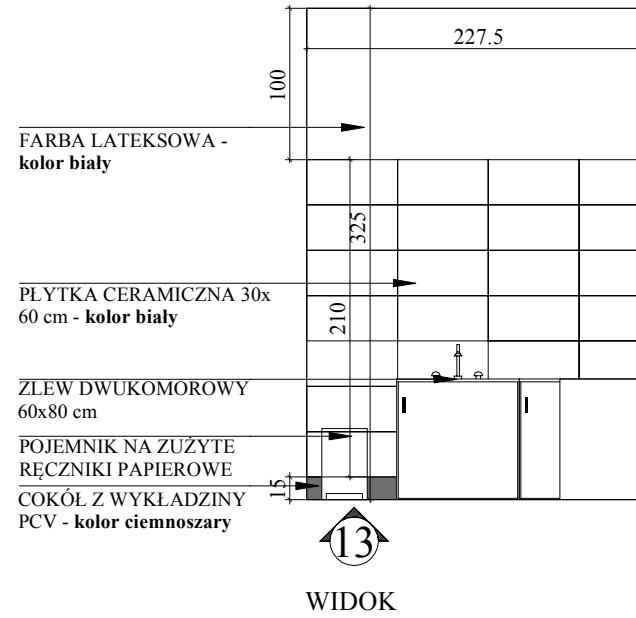 227.5
100
FARBA LATEKSOWA -
kolor biały
325
PŁYTKA CERAMICZNA 30x
60 cm - kolor biały
210
ZLEW DWUKOMOROWY
60x80 cm
POJEMNIK NA ZUŻYTE
RĘCZNIKI PAPIEROWE
15
COKÓŁ Z WYKŁADZINY
PCV - kolor ciemnoszary
13
WIDOK